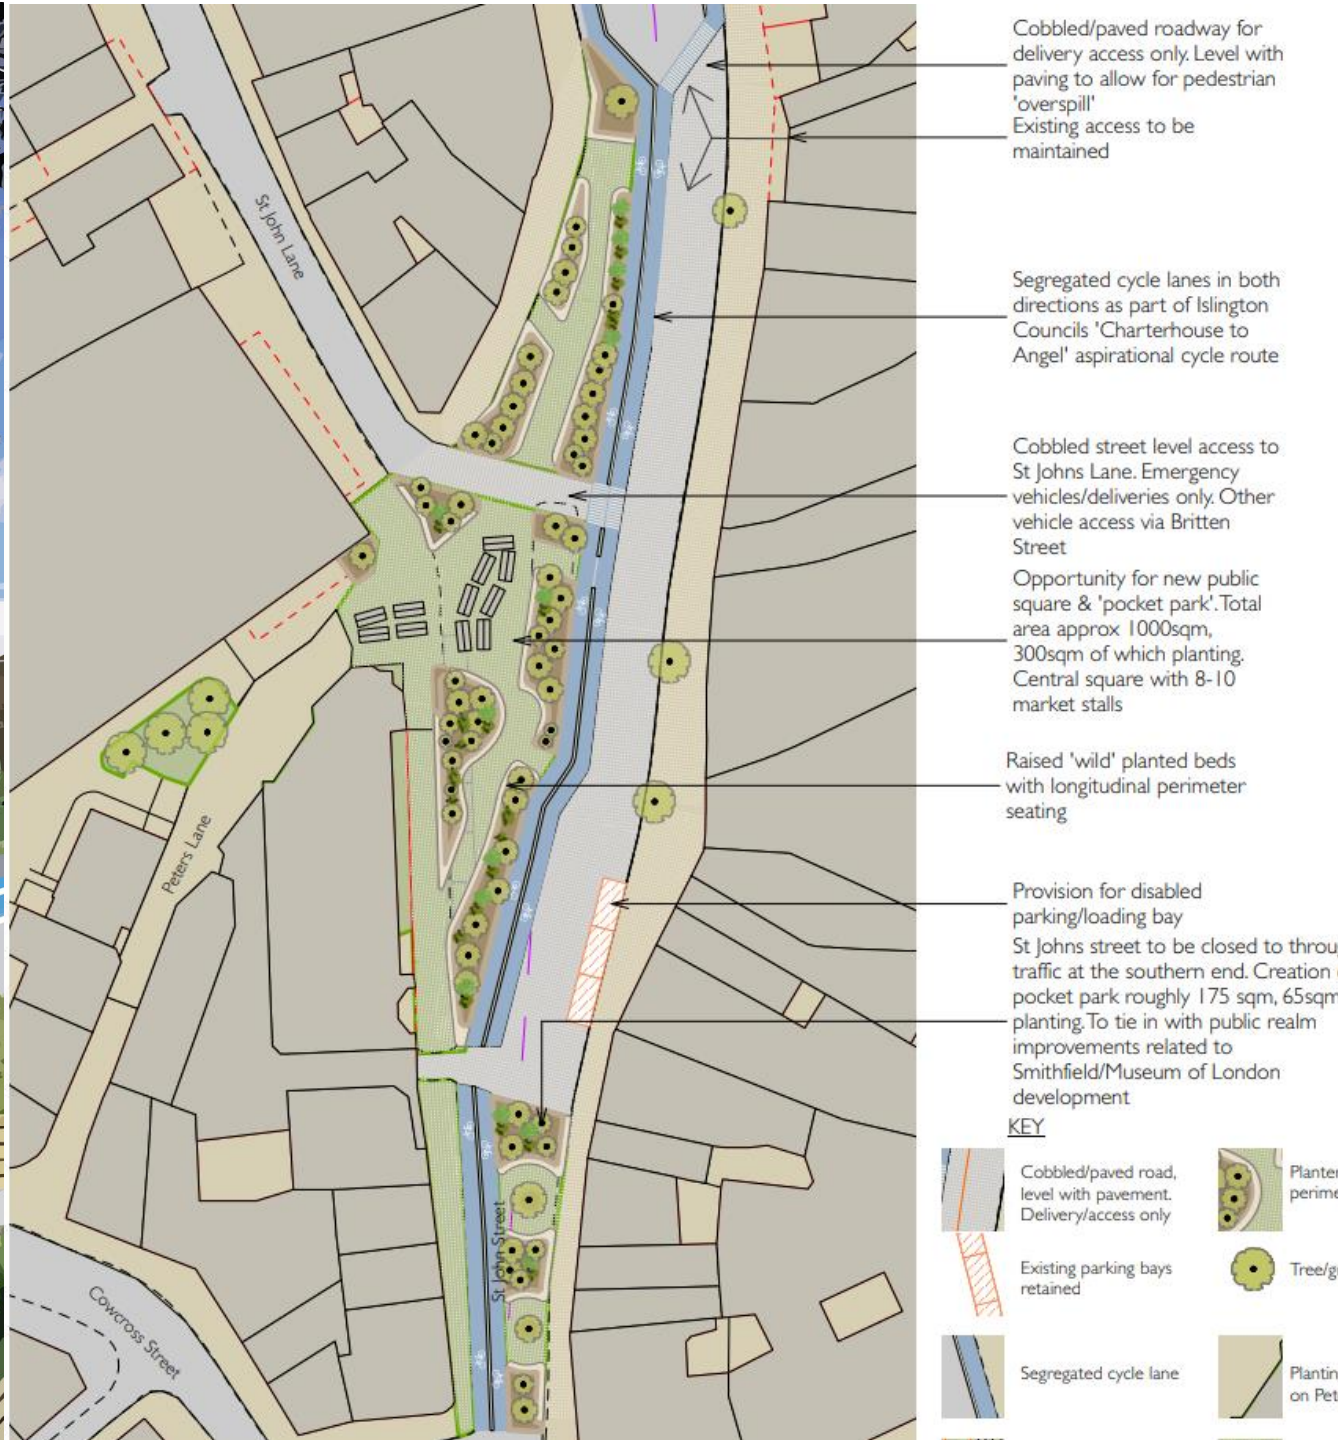 Cobbled/paved roadway for
delivery access only. Level with
paving to allow for pedestrian
'overspill'
Existing access to be
maintained
Segregated cycle lanes in both
directions as part of Islington
Councils 'Charterhouse to
Angel' aspirational cycle route
Cobbled street level access to
St Johns Lane. Emergency
vehicles/deliveries only. Other
vehicle access via Britten
Street
Opportunity for new public
square & 'pocket park'. Total
area approx 1000sqm,
300sqm of which planting.
Central square with 8-10
market stalls
Raised 'wild' planted beds
with longitudinal perimeter
seating
Provision for disabled
parking/loading bay
St Johns street to be closed to
traffic at the southern end. Creation
pocket park roughly 175 sqm, 65sqm
planting. To tie in with public realm
improvements related to
Smithfield/Museum of London
development
KEY
Cobbled/paved road,
level with pavement.
Delivery/access only
Existing parking bays
retained
Tree/
Segregated cycle lane
on
St John Lane
Peters Lane
St John Street
Cowcross Street